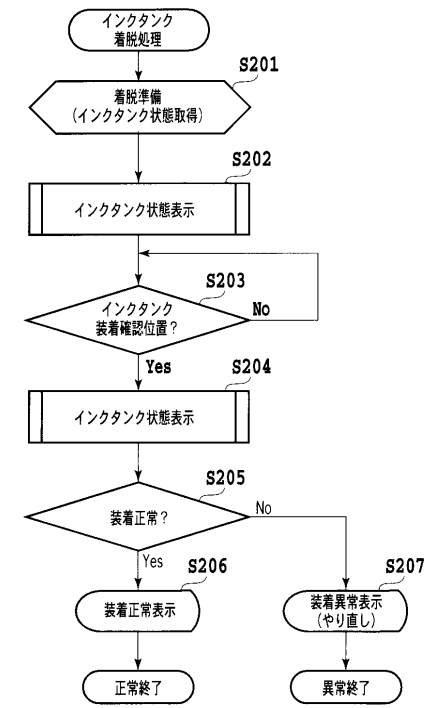 インクタンク
着脱処理
S201
着脱準備
(インクタンク状態取得)
S202
インクタンク状態表示
S203
インクタンク
装着確認位置？
No
Yes
S204
インクタンク状態表示
S205
装着正常？
No
Yes
S206
S207
装着正常表示
装着異常表示
(やり直し)
正常終了
異常終了